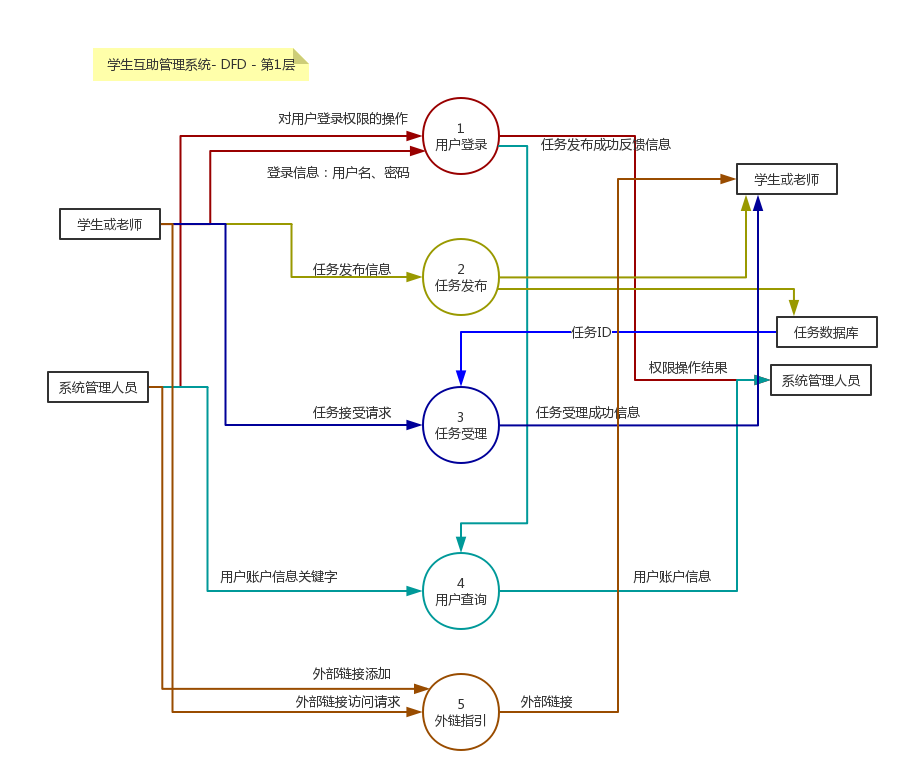 学生互助管理系统- DFD - 第1层
对用户登录权限的操作
1
用户登录
任务发布成功反馈信息
登录信息：用户名、密码
学生或老师
学生或老师
任务发布信息
2
任务发布
任务ID
任务数据库
权限操作结果
系统管理人员
系统管理人员
任务接受请求
3
任务受理
任务受理成功信息
用户账户信息关键字
4
用户查询
用户账户信息
外部链接添加
外部链接访问请求
5
外链指引
外部链接